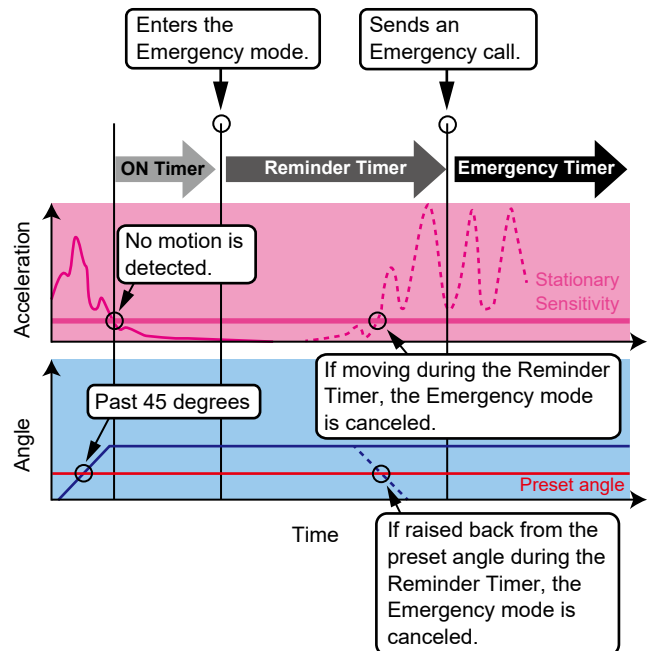 Enters the
Emergency mode.
Sends an
Emergency call.
ON Timer
Reminder Timer
Emergency Timer
Acceleration
No motion is
detected.
Stationary
Sensitivity
If moving during the Reminder
Timer, the Emergency mode
is canceled.
Angle
Past 45 degrees
Preset angle
Time
If raised back from the
preset angle during the
Reminder Timer, the
Emergency mode is
canceled.